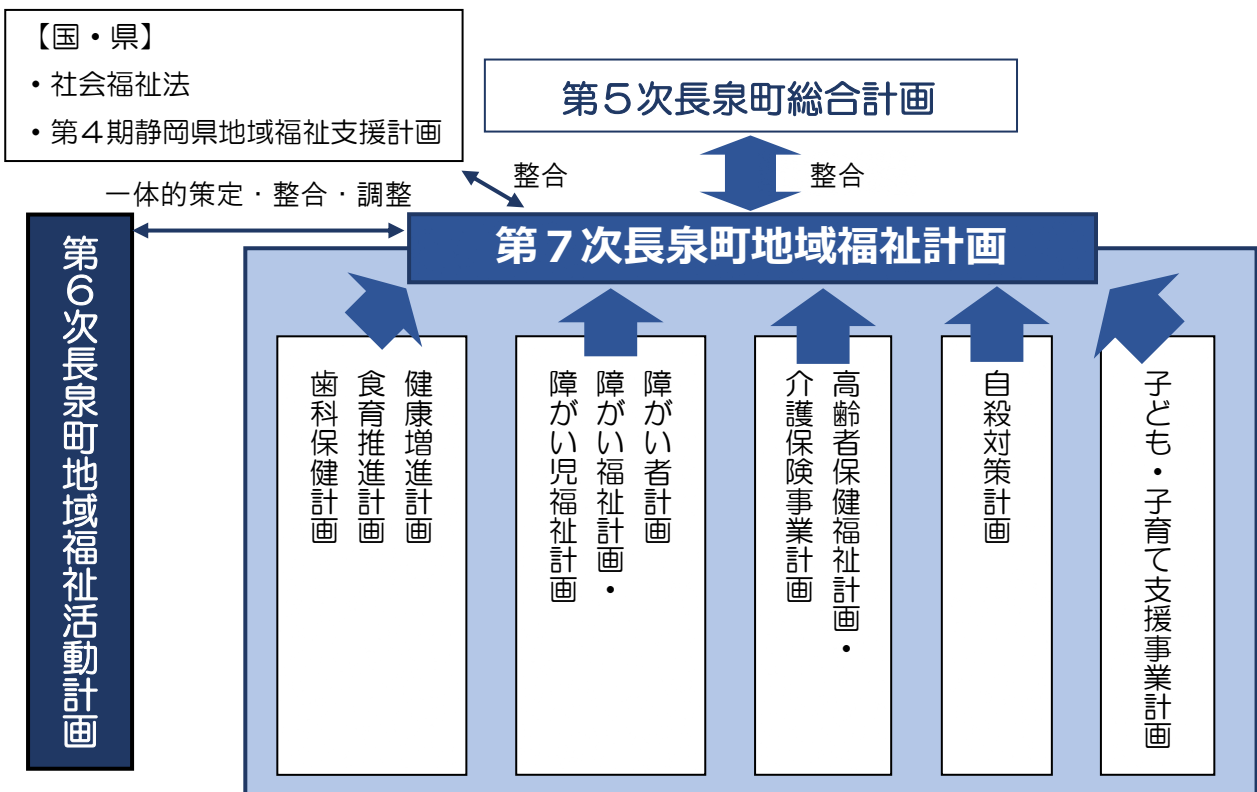 【国・県】
・社会福祉法
・第４期静岡県地域福祉支援計画
第５次長泉町総合計画
整合
整合
一体的策定・整合・調整
第７次長泉町地域福祉計画
第６次長泉町地域福祉活動計画
健康増進計画
食育推進計画
歯科保健計画
障がい者計画
障がい福祉計画・
障がい児福祉計画
高齢者保健福祉計画・
介護保険事業計画
自殺対策計画
子ども・子育て支援事業計画